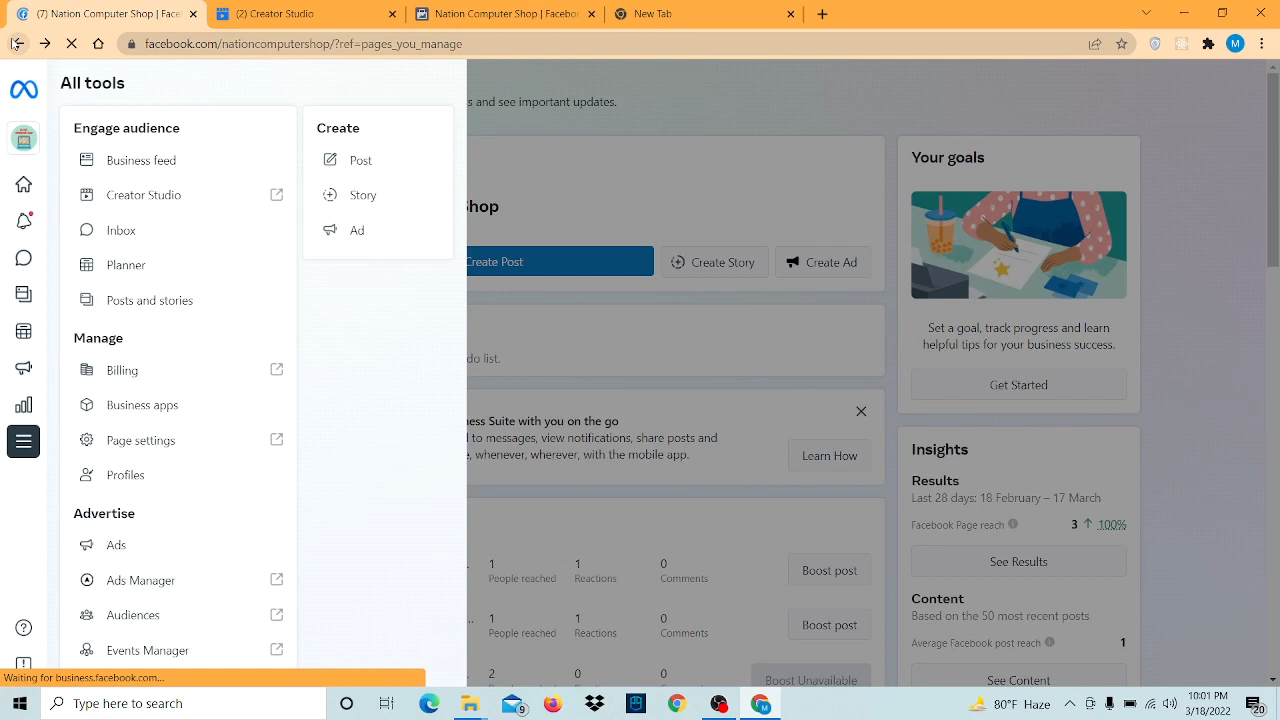 (7) Nation Computer Shop
(2) Creator Studio
Nation Computer Shop | Facebook
New Tab
facebook.com/nationcomputershop/?ref=pages_you_manage
M
All tools
s and see important updates.
Engage audience
Business feed
Creator Studio
Inbox
Planner
Posts and stories
Manage
Billing
Business apps
Page settings
Profiles
Advertise
Ads
Ads Manager
Audiences
Events Manager
Create
Post
Story
Ad
Shop
Create Post
Create Story
Create Ad
do list.
ess Suite with you on the go
d to messages, view notifications, share posts and
e, whenever, wherever, with the mobile app.
Learn How
1
People reached
1
Reactions
0
Comments
Boost post
1
People reached
1
Reactions
0
Comments
Boost post
2
0
0
Boost Unavailable
Your goals
Set a goal, track progress and learn
helpful tips for your business success.
Get Started
Insights
Results
Last 28 days: 18 February – 17 March
Facebook Page reach
3 ↑ 100%
See Results
Content
Based on the 50 most recent posts
Average Facebook post reach
1
See Content
Waiting for business.facebook.com...
Type here to search
9
M
80°F Haze
10:01 PM
3/18/2022
20